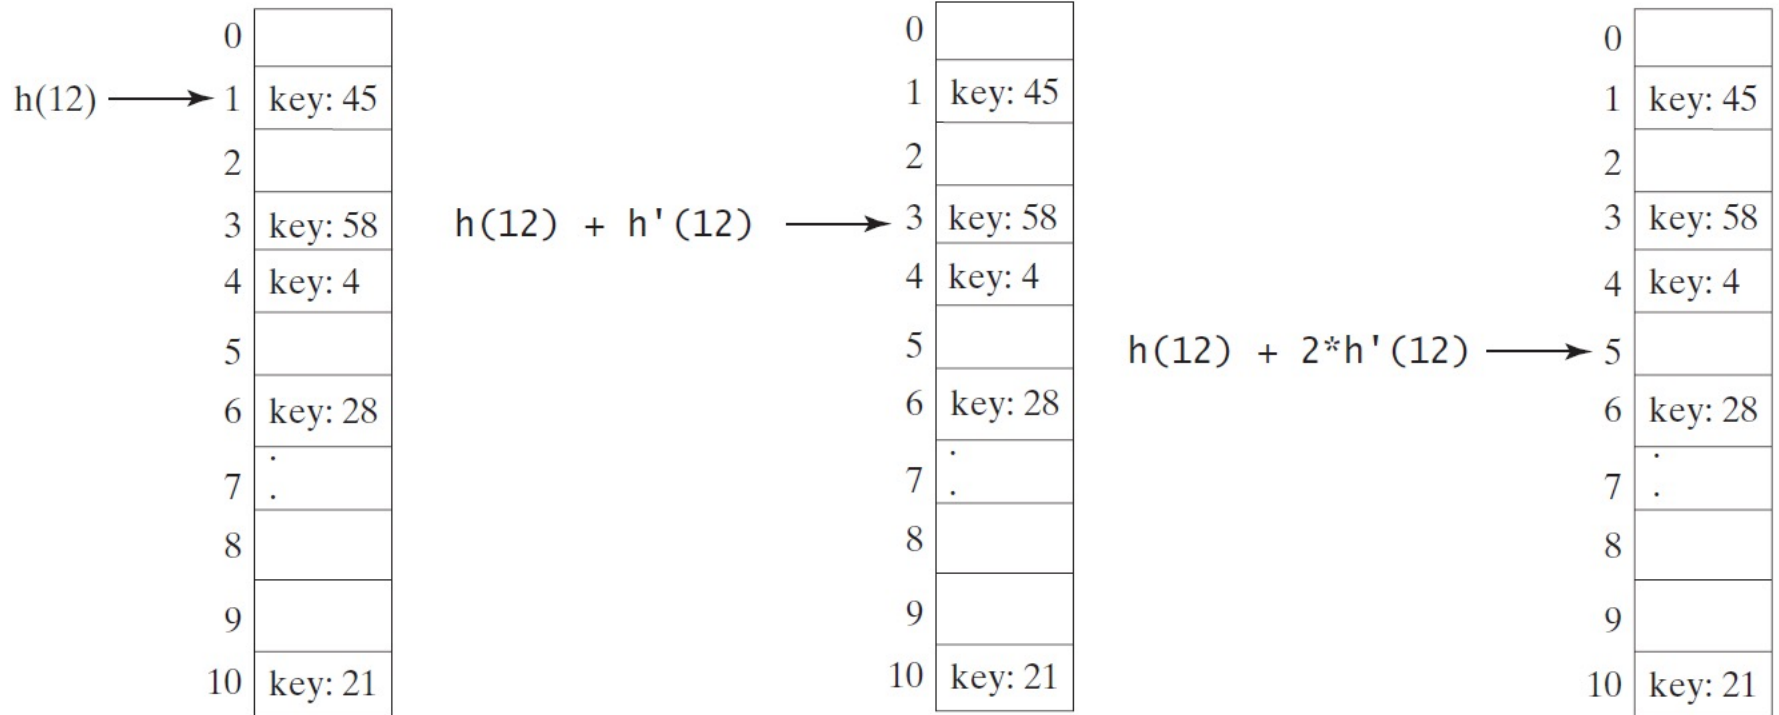 0
h(12) 1 key: 45
2
3 key: 58
4 key: 4
5
6 key: 28
7 .
.
8
9
10 key: 21
0
1 key: 45
2
h(12) + h'(12) 3 key: 58
4 key: 4
5
6 key: 28
7 .
.
8
9
10 key: 21
0
1 key: 45
2
3 key: 58
4 key: 4
h(12) + 2*h'(12) 5
6 key: 28
7 .
.
8
9
10 key: 21